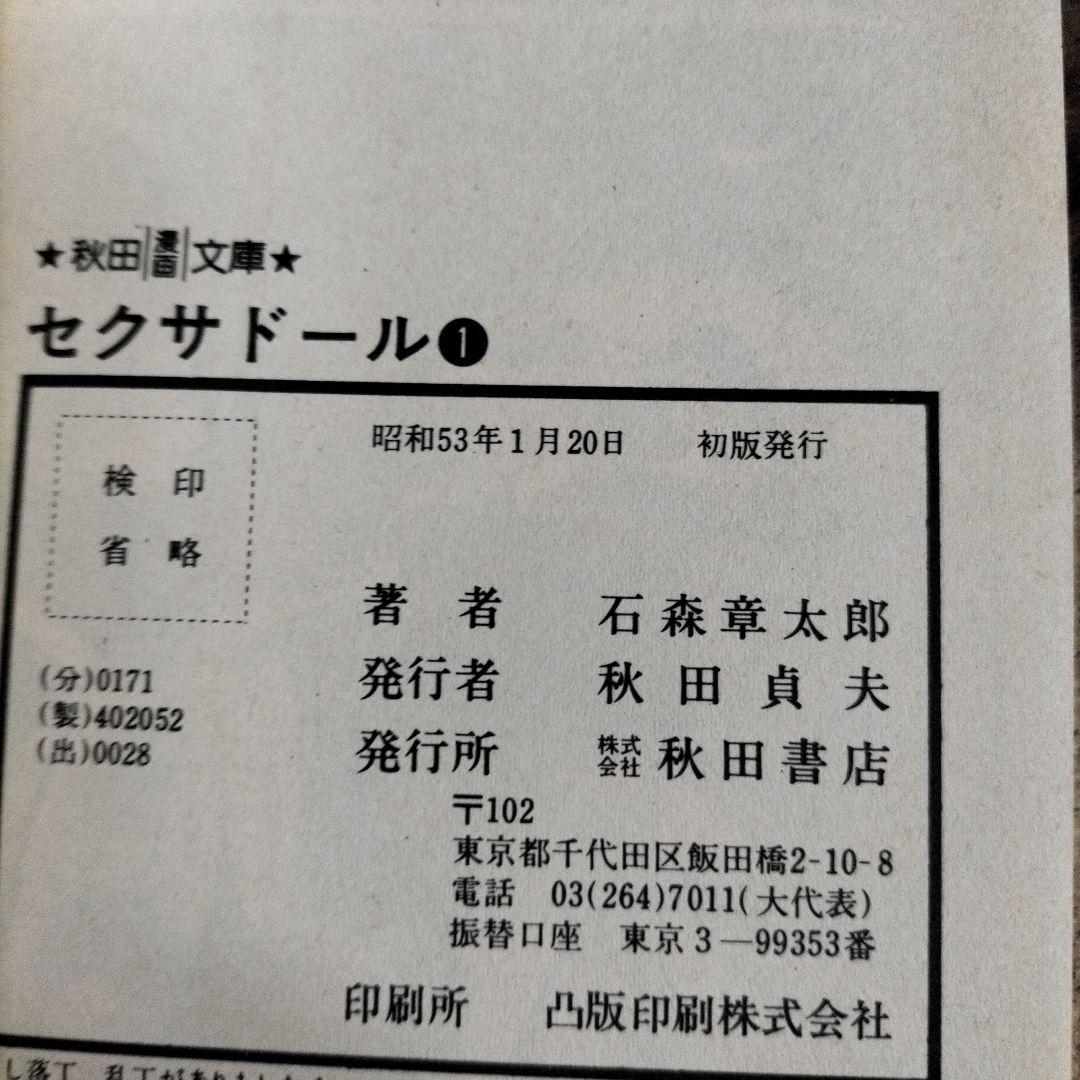 ★秋田漫画文庫★
セクサドール❶
昭和53年1月20日 初版発行
検印
省略
著者 石森章太郎
発行者 秋田貞夫
発行所 株式会社 秋田書店
(分)0171
(製)402052
(出)0028
〒102
東京都千代田区飯田橋2-10-8
電話 03(264)7011(大代表)
振替口座 東京3―99353番
印刷所 凸版印刷株式会社